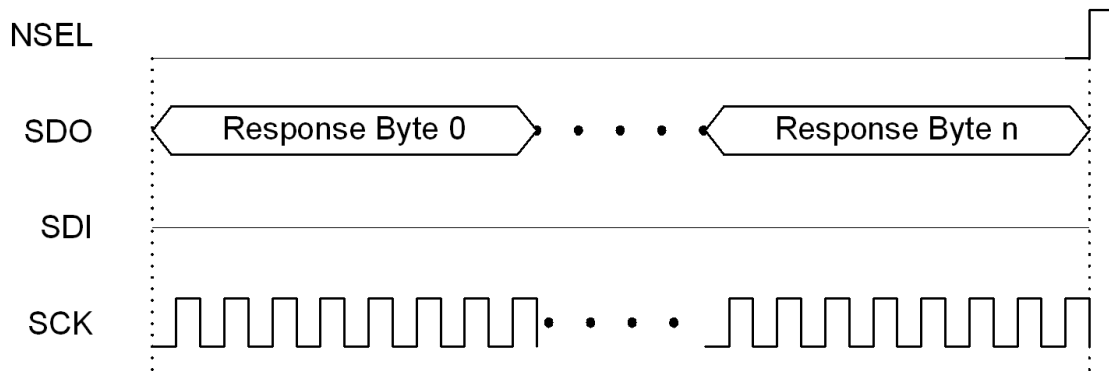 NSEL
SDO Response Byte 0 Response Byte n
SDI
SCK